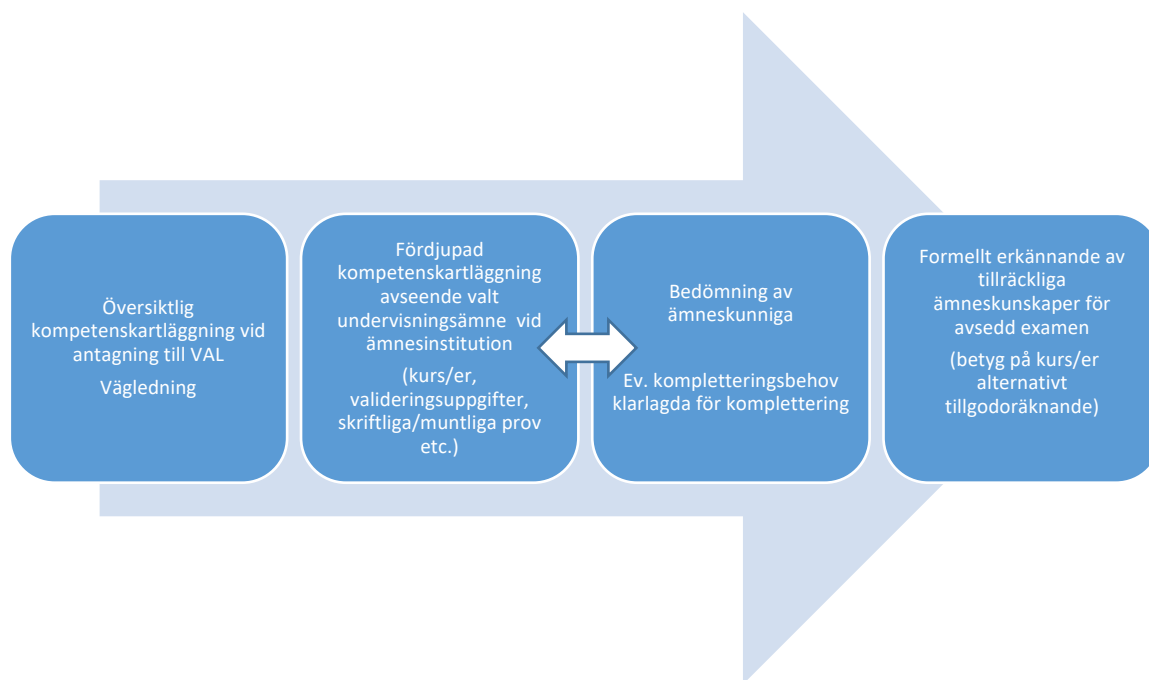 Översiktlig
kompetenskartläggning vid
antagning till VAL
Vägledning
Fördjupad
kompetenskartläggning
avseende valt
undervisningsämne vid
ämnesinstitution
(kurs/er,
valideringsuppgifter,
skriftliga/muntliga prov
etc.)
Bedömning av
ämneskunniga
Ev. kompletteringsbehov
klarlagda för komplettering
Formellt erkännande av
tillräckliga
ämneskunskaper för
avsedd examen
(betyg på kurs/er
alternativt
tillgodoräknande)